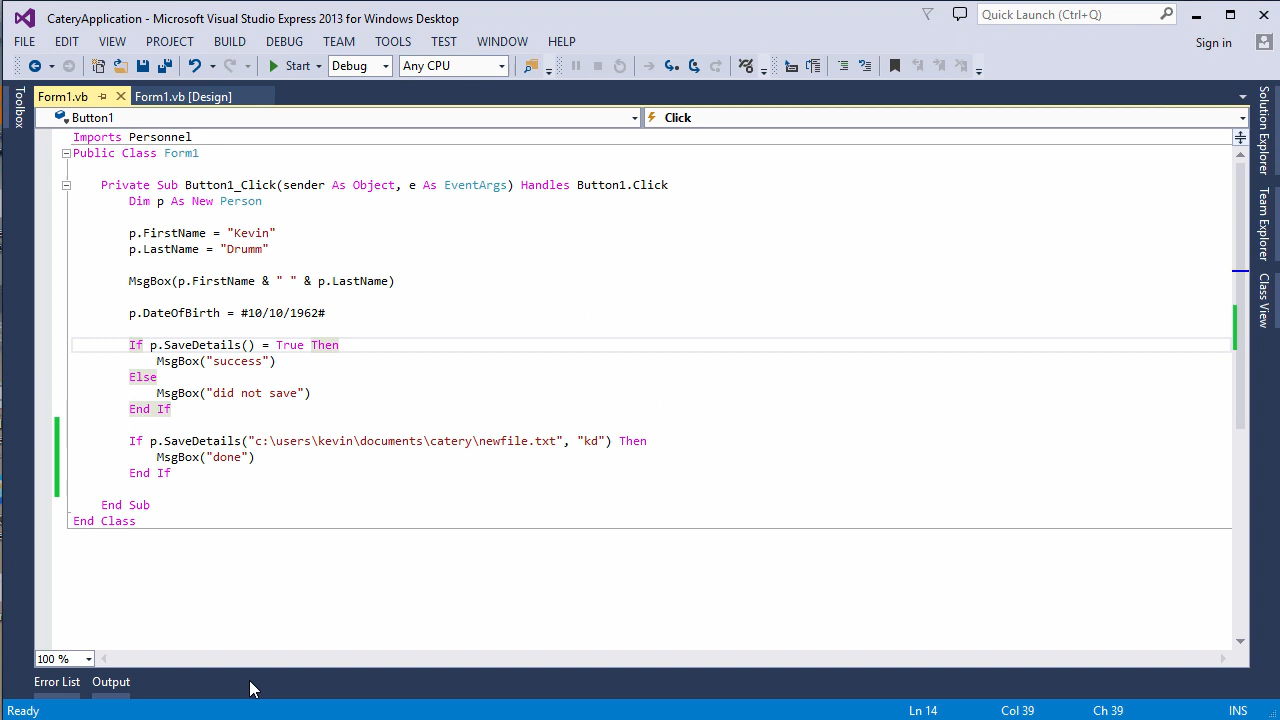 CateryApplication - Microsoft Visual Studio Express 2013 for Windows Desktop
Quick Launch (Ctrl+Q)
FILE EDIT VIEW PROJECT BUILD DEBUG TEAM TOOLS TEST WINDOW HELP
Sign in
Start Debug Any CPU
Toolbox
Form1.vb Form1.vb [Design]
Button1 Click
Imports Personnel
Public Class Form1
Private Sub Button1_Click(sender As Object, e As EventArgs) Handles Button1.Click
Dim p As New Person
p.FirstName = "Kevin"
p.LastName = "Drumm"
MsgBox(p.FirstName & " " & p.LastName)
p.DateOfBirth = #10/10/1962#
If p.SaveDetails() = True Then
MsgBox("success")
Else
MsgBox("did not save")
End If
If p.SaveDetails("c:\users\kevin\documents\catery\newfile.txt", "kd") Then
MsgBox("done")
End If
End Sub
End Class
Solution Explorer
Team Explorer
Class View
100 %
Error List Output
Ready Ln 14 Col 39 Ch 39 INS